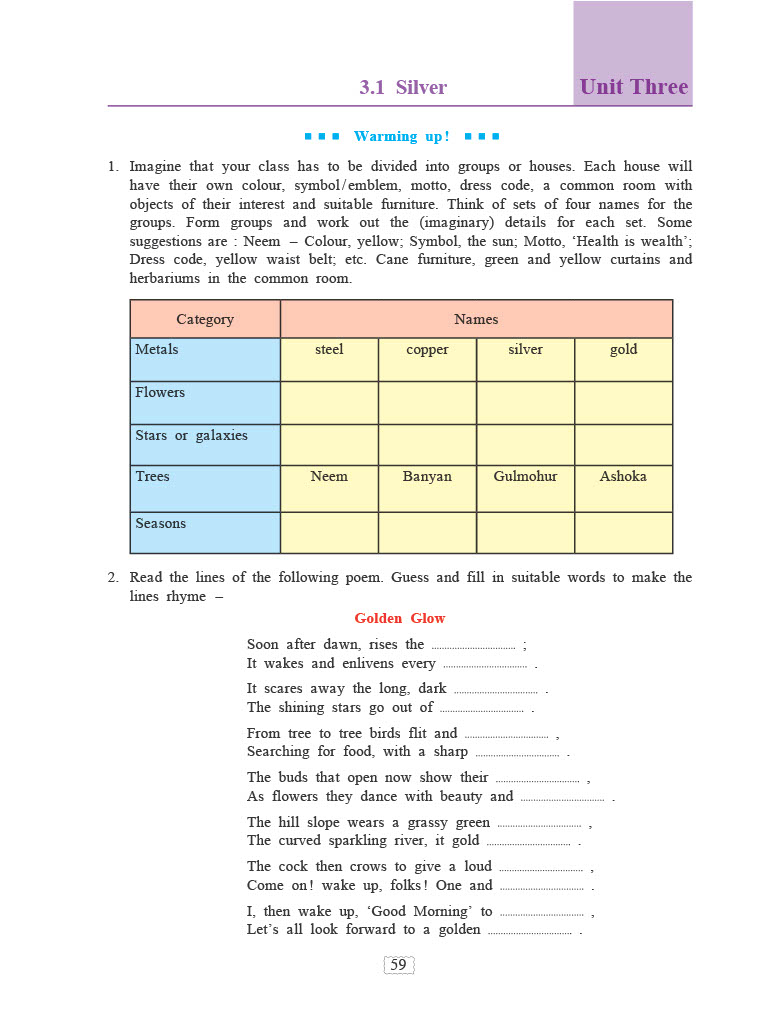 3.1 Silver
Unit Three
Warming up!
1. Imagine that your class has to be divided into groups or houses. Each house will
have their own colour, symbol/emblem, motto, dress code, a common room with
objects of their interest and suitable furniture. Think of sets of four names for the
groups. Form groups and work out the (imaginary) details for each set. Some
suggestions are : Neem – Colour, yellow; Symbol, the sun; Motto, ‘Health is wealth’;
Dress code, yellow waist belt; etc. Cane furniture, green and yellow curtains and
herbariums in the common room.
Category Names
Metals steel copper silver gold
Flowers
Stars or galaxies
Trees Neem Banyan Gulmohur Ashoka
Seasons
2. Read the lines of the following poem. Guess and fill in suitable words to make the
lines rhyme –
Golden Glow
Soon after dawn, rises the ................................. ;
It wakes and enlivens every ................................. .
It scares away the long, dark ................................. .
The shining stars go out of ................................. .
From tree to tree birds flit and ................................. ,
Searching for food, with a sharp ................................. .
The buds that open now show their ................................. ,
As flowers they dance with beauty and ................................. .
The hill slope wears a grassy green ................................. ,
The curved sparkling river, it gold ................................. .
The cock then crows to give a loud ................................. ,
Come on! wake up, folks! One and ................................. .
I, then wake up, ‘Good Morning’ to ................................. ,
Let’s all look forward to a golden ................................. .
59